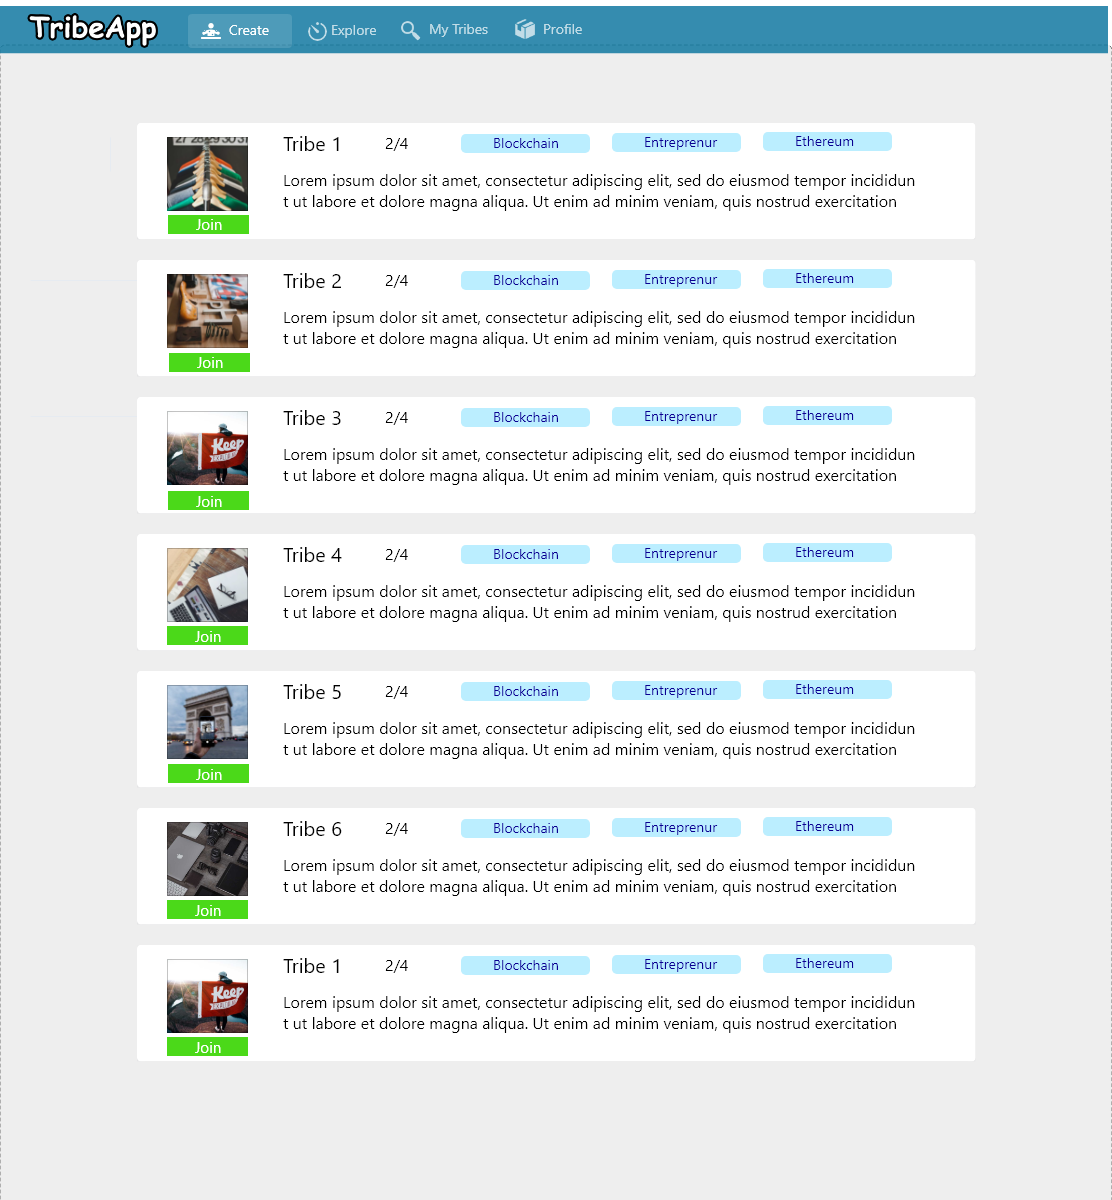 TribeApp Create Explore My Tribes Profile
27 28 29 30 31
Tribe 1 2/4 Blockchain Entreprenur Ethereum
Lorem ipsum dolor sit amet, consectetur adipiscing elit, sed do eiusmod tempor incididun
t ut labore et dolore magna aliqua. Ut enim ad minim veniam, quis nostrud exercitation
Join
Tribe 2 2/4 Blockchain Entreprenur Ethereum
Lorem ipsum dolor sit amet, consectetur adipiscing elit, sed do eiusmod tempor incididun
t ut labore et dolore magna aliqua. Ut enim ad minim veniam, quis nostrud exercitation
Join
Tribe 3 2/4 Blockchain Entreprenur Ethereum
Lorem ipsum dolor sit amet, consectetur adipiscing elit, sed do eiusmod tempor incididun
t ut labore et dolore magna aliqua. Ut enim ad minim veniam, quis nostrud exercitation
Keep
Join
Tribe 4 2/4 Blockchain Entreprenur Ethereum
Lorem ipsum dolor sit amet, consectetur adipiscing elit, sed do eiusmod tempor incididun
t ut labore et dolore magna aliqua. Ut enim ad minim veniam, quis nostrud exercitation
Join
Tribe 5 2/4 Blockchain Entreprenur Ethereum
Lorem ipsum dolor sit amet, consectetur adipiscing elit, sed do eiusmod tempor incididun
t ut labore et dolore magna aliqua. Ut enim ad minim veniam, quis nostrud exercitation
Join
Tribe 6 2/4 Blockchain Entreprenur Ethereum
Lorem ipsum dolor sit amet, consectetur adipiscing elit, sed do eiusmod tempor incididun
t ut labore et dolore magna aliqua. Ut enim ad minim veniam, quis nostrud exercitation
Join
Tribe 1 2/4 Blockchain Entreprenur Ethereum
Lorem ipsum dolor sit amet, consectetur adipiscing elit, sed do eiusmod tempor incididun
t ut labore et dolore magna aliqua. Ut enim ad minim veniam, quis nostrud exercitation
Keep
Join